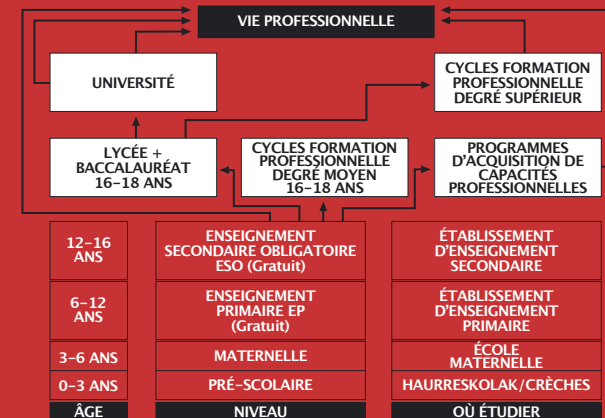 VIE PROFESSIONNELLE
UNIVERSITÉ
CYCLES FORMATION
PROFESSIONNELLE
DEGRÉ SUPÉRIEUR
LYCÉE +
BACCALAURÉAT
16–18 ANS
CYCLES FORMATION
PROFESSIONNELLE
DEGRÉ MOYEN
16–18 ANS
PROGRAMMES
D'ACQUISITION DE
CAPACITÉS
PROFESSIONNELLES
12–16
ANS
ENSEIGNEMENT
SECONDAIRE OBLIGATOIRE
ESO (Gratuit)
ÉTABLISSEMENT
D'ENSEIGNEMENT
SECONDAIRE
6–12
ANS
ENSEIGNEMENT
PRIMAIRE EP
(Gratuit)
ÉTABLISSEMENT
D'ENSEIGNEMENT
PRIMAIRE
3–6 ANS
MATERNELLE
ÉCOLE
MATERNELLE
0–3 ANS
PRÉ–SCOLAIRE
HAURRESKOLAK/CRÈCHES
ÂGE
NIVEAU
OÙ ÉTUDIER